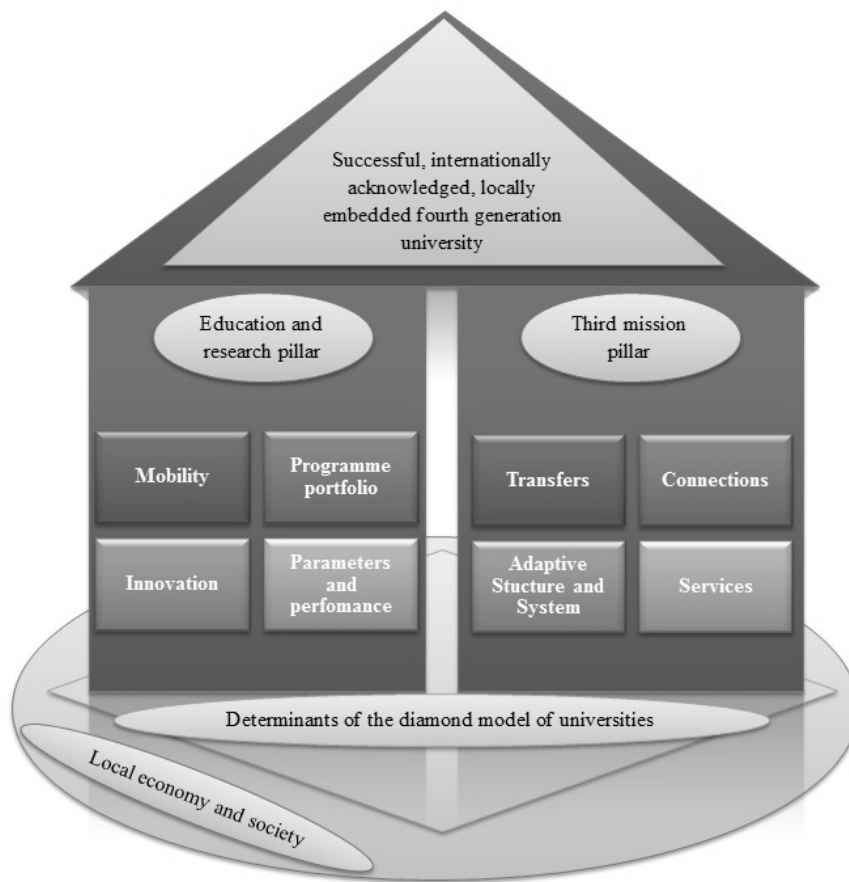 Successful, internationally
acknowledged, locally
embedded fourth generation
university
Education and
research pillar
Third mission
pillar
Mobility
Programme
portfolio
Transfers
Connections
Innovation
Parameters
and
perfomance
Adaptive
Stucture and
System
Services
Determinants of the diamond model of universities
Local economy and society